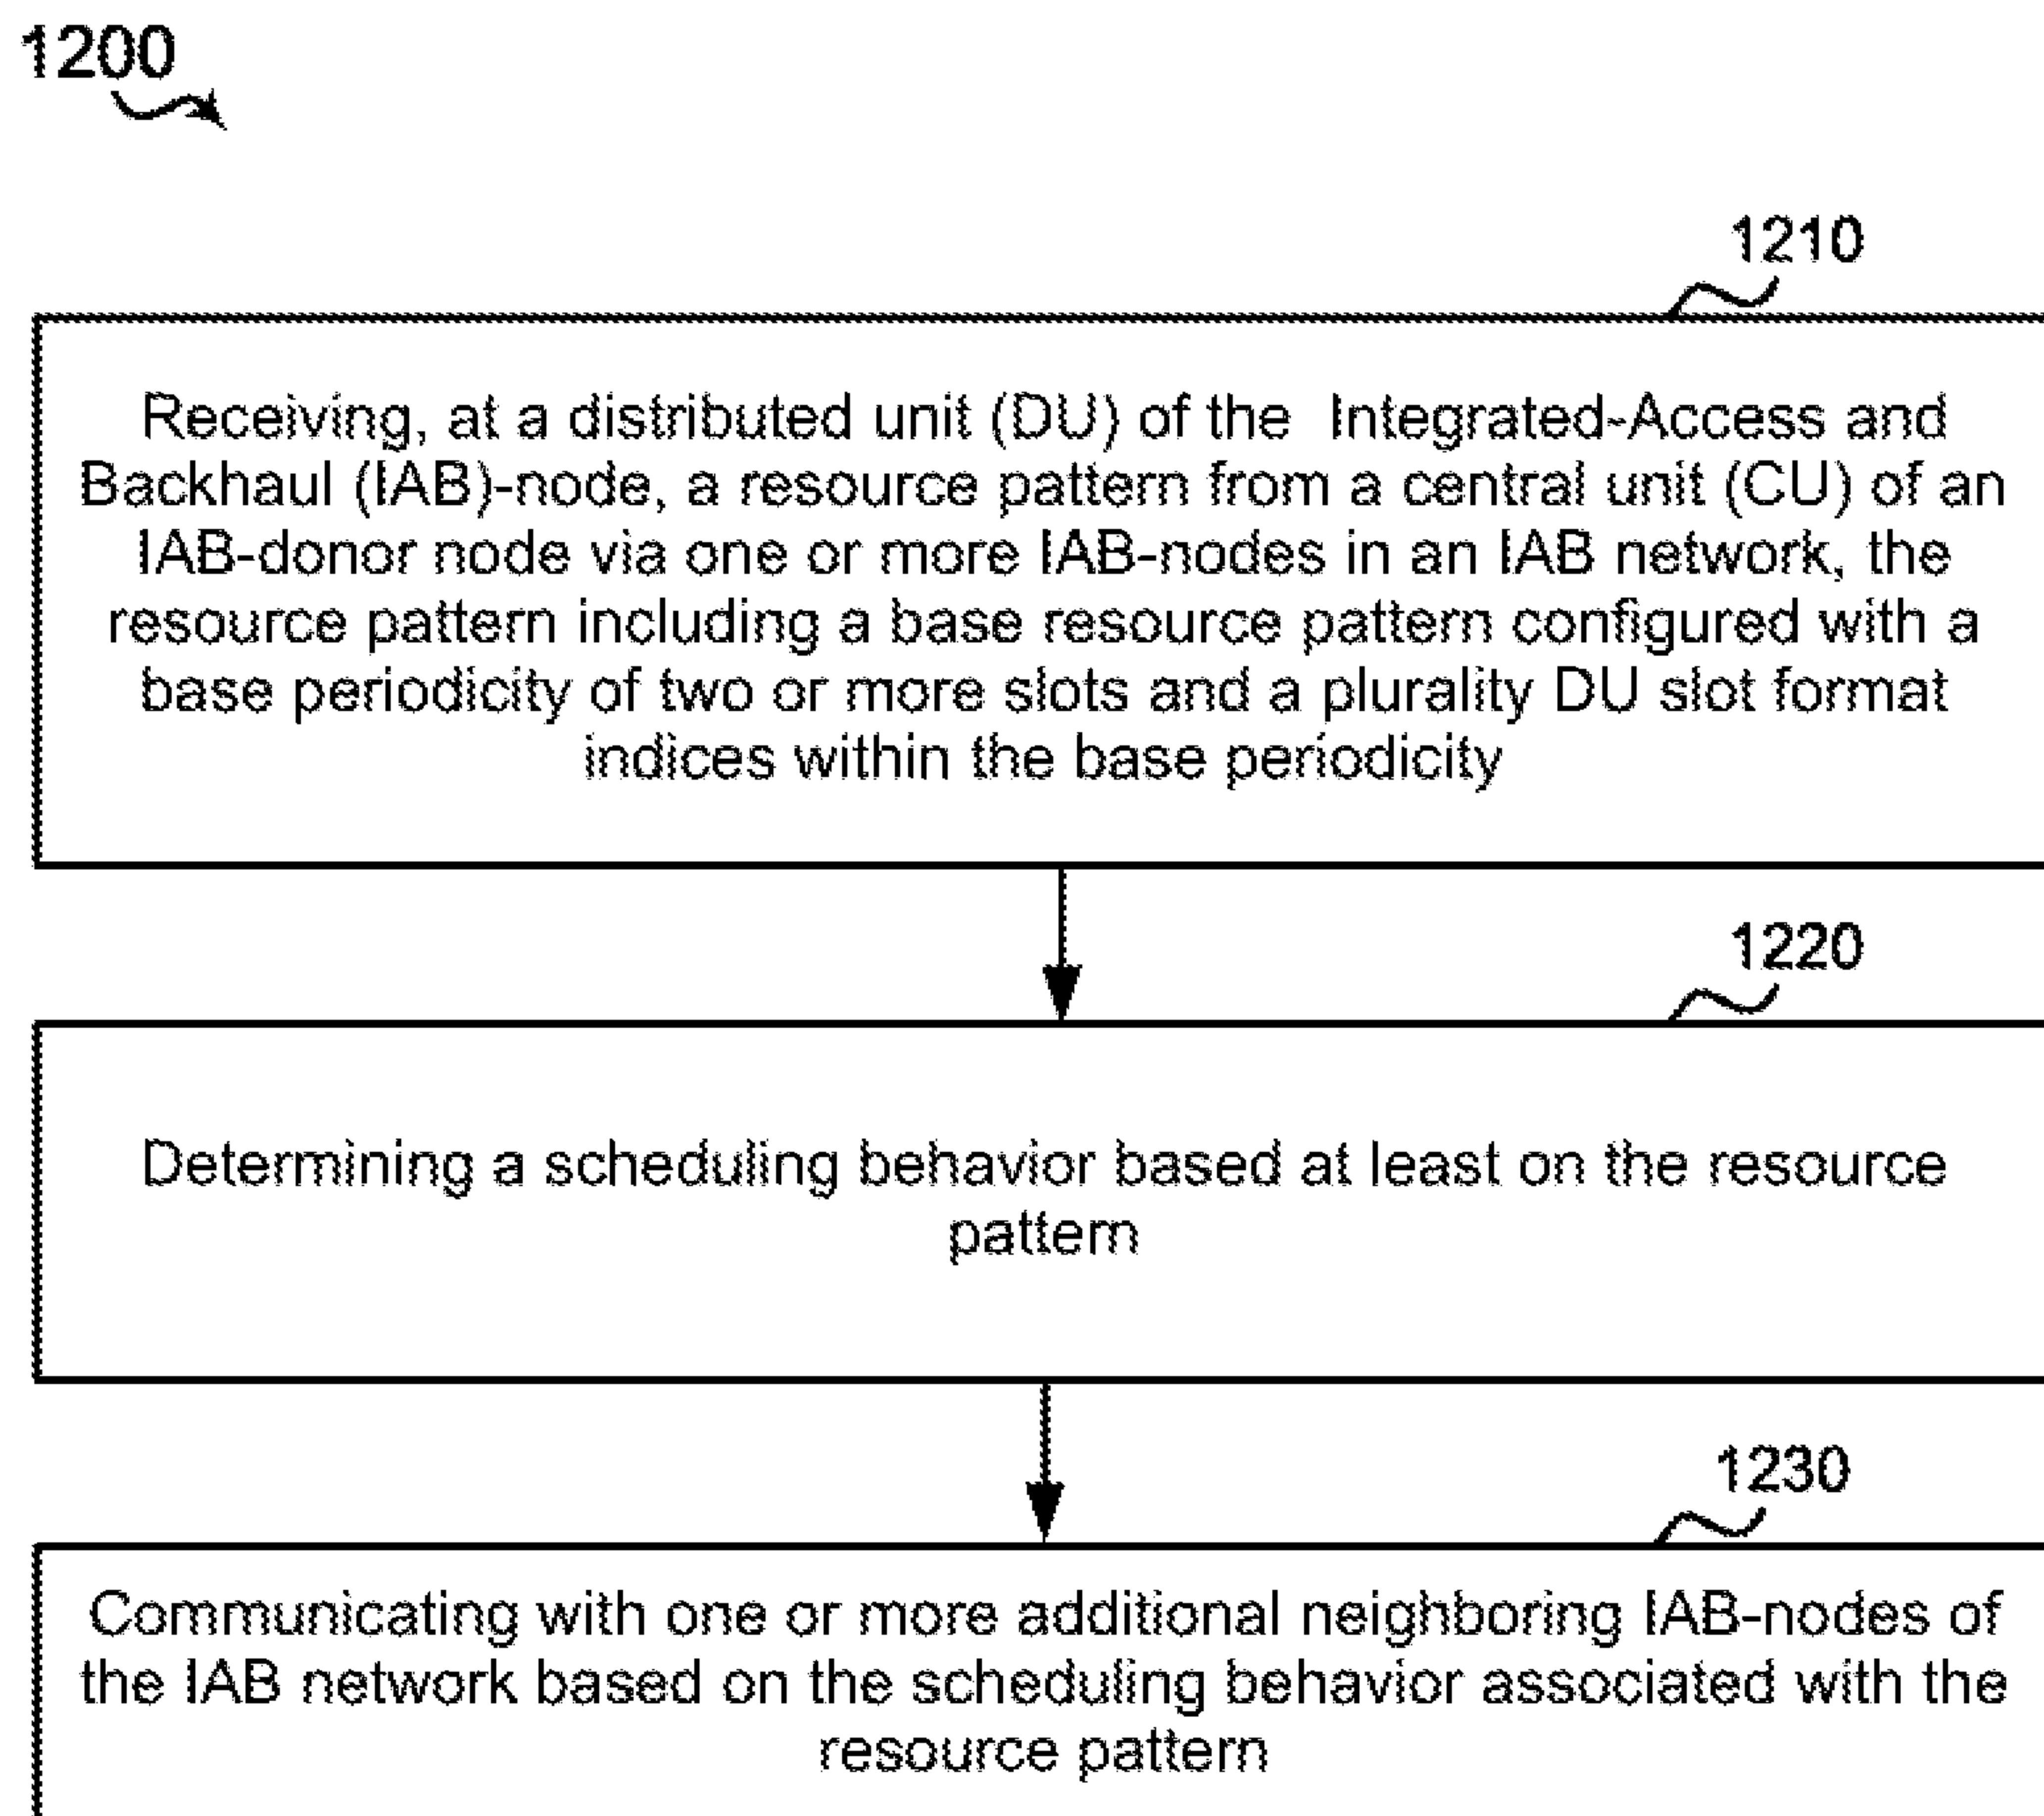 1200
1210
Receiving, at a distributed unit (DU) of the Integrated-Access and
Backhaul (IAB)-node, a resource pattern from a central unit (CU) of an
IAB-donor node via one or more IAB-nodes in an IAB network, the
resource pattern including a base resource pattern configured with a
base periodicity of two or more slots and a plurality DU slot format
indices within the base periodicity
1220
Determining a scheduling behavior based at least on the resource
pattern
1230
Communicating with one or more additional neighboring IAB-nodes of
the IAB network based on the scheduling behavior associated with the
resource pattern